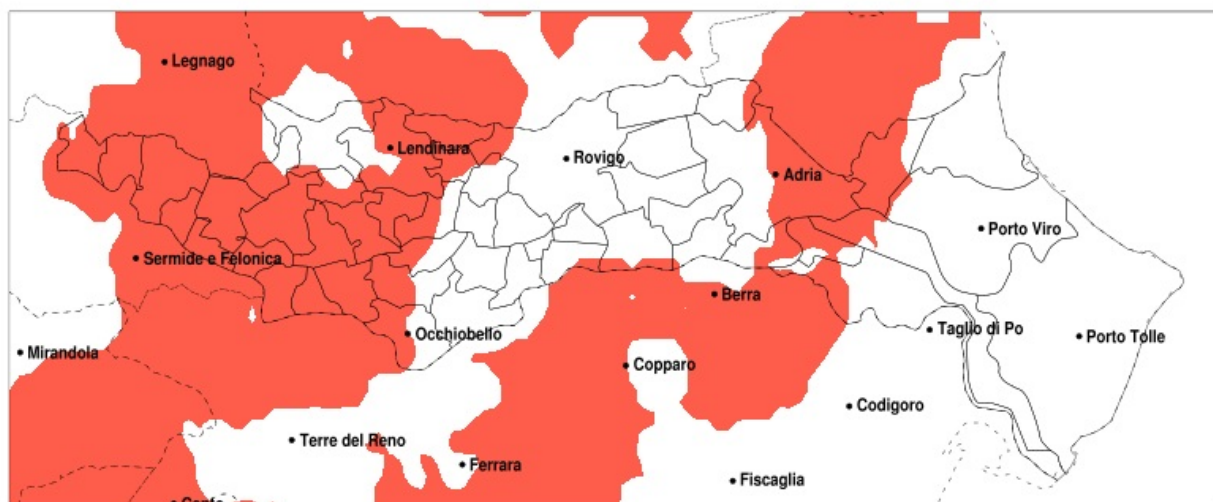 Legnago
Lendinara
Rovigo
Adria
Porto Viro
Sermide e Felonica
Berra
Occhiobello
Taglio di Po
Porto Tolle
Mirandola
Copparo
Codigoro
Terre del Reno
Ferrara
Fiscaglia